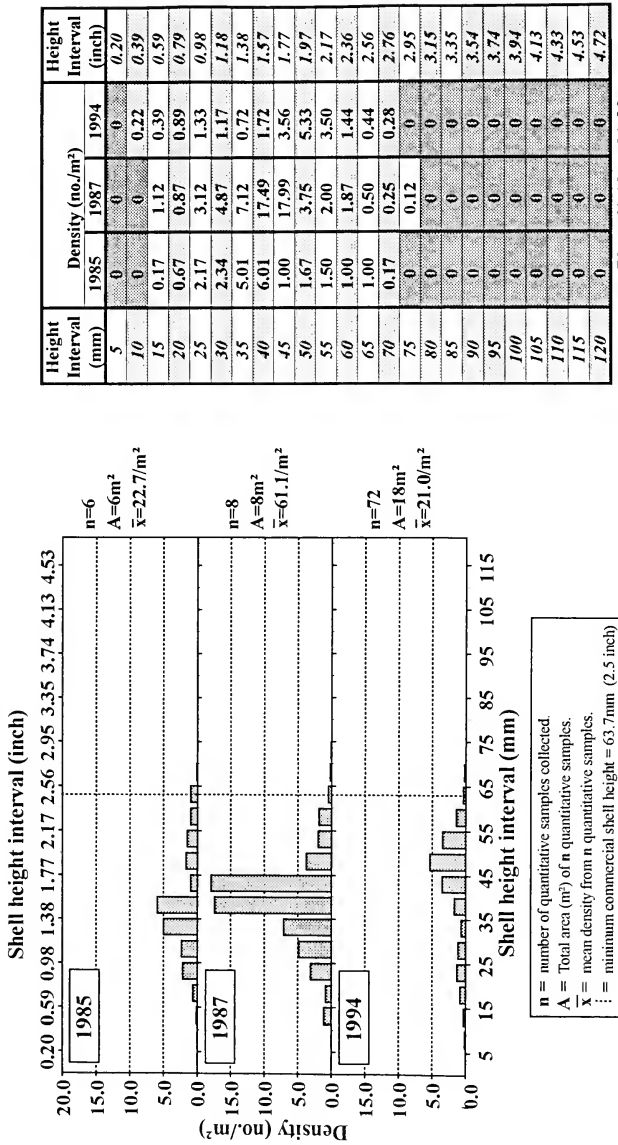 Shell height interval (inch)
0.20 0.59 0.98 1.38 1.77 2.17 2.56 2.95 3.35 3.74 4.13 4.53
20.0
15.0
10.0
5.0
0.0
15.0
10.0
5.0
0.0
15.0
10.0
5.0
0.0
Density (no./m²)
1985
n=6
A=6m²
x̄=22.7/m²
1987
n=8
A=8m²
x̄=61.1/m²
1994
n=72
A=18m²
x̄=21.0/m²
5 15 25 35 45 55 65 75 85 95 105 115
Shell height interval (mm)
n = number of quantitative samples collected.
A = Total area (m²) of n quantitative samples.
x̄ = mean density from n quantitative samples.
⋮ = minimum commercial shell height = 63.7mm (2.5 inch)
Height Interval (mm) Density (no./m²) Height Interval (inch)
1985 1987 1994
5 0 0 0 0.20
10 0 0 0.22 0.39
15 0.17 1.12 0.39 0.59
20 0.67 0.87 0.89 0.79
25 2.17 3.12 1.33 0.98
30 2.34 4.87 1.17 1.18
35 5.01 7.12 0.72 1.38
40 6.01 17.49 1.72 1.57
45 1.00 17.99 3.56 1.77
50 1.67 3.75 5.33 1.97
55 1.50 2.00 3.50 2.17
60 1.00 1.87 1.44 2.36
65 1.00 0.50 0.44 2.56
70 0.17 0.25 0.28 2.76
75 0 0.12 0 2.95
80 0 0 0 3.15
85 0 0 0 3.35
90 0 0 0 3.54
95 0 0 0 3.74
100 0 0 0 3.94
105 0 0 0 4.13
110 0 0 0 4.33
115 0 0 0 4.53
120 0 0 0 4.72